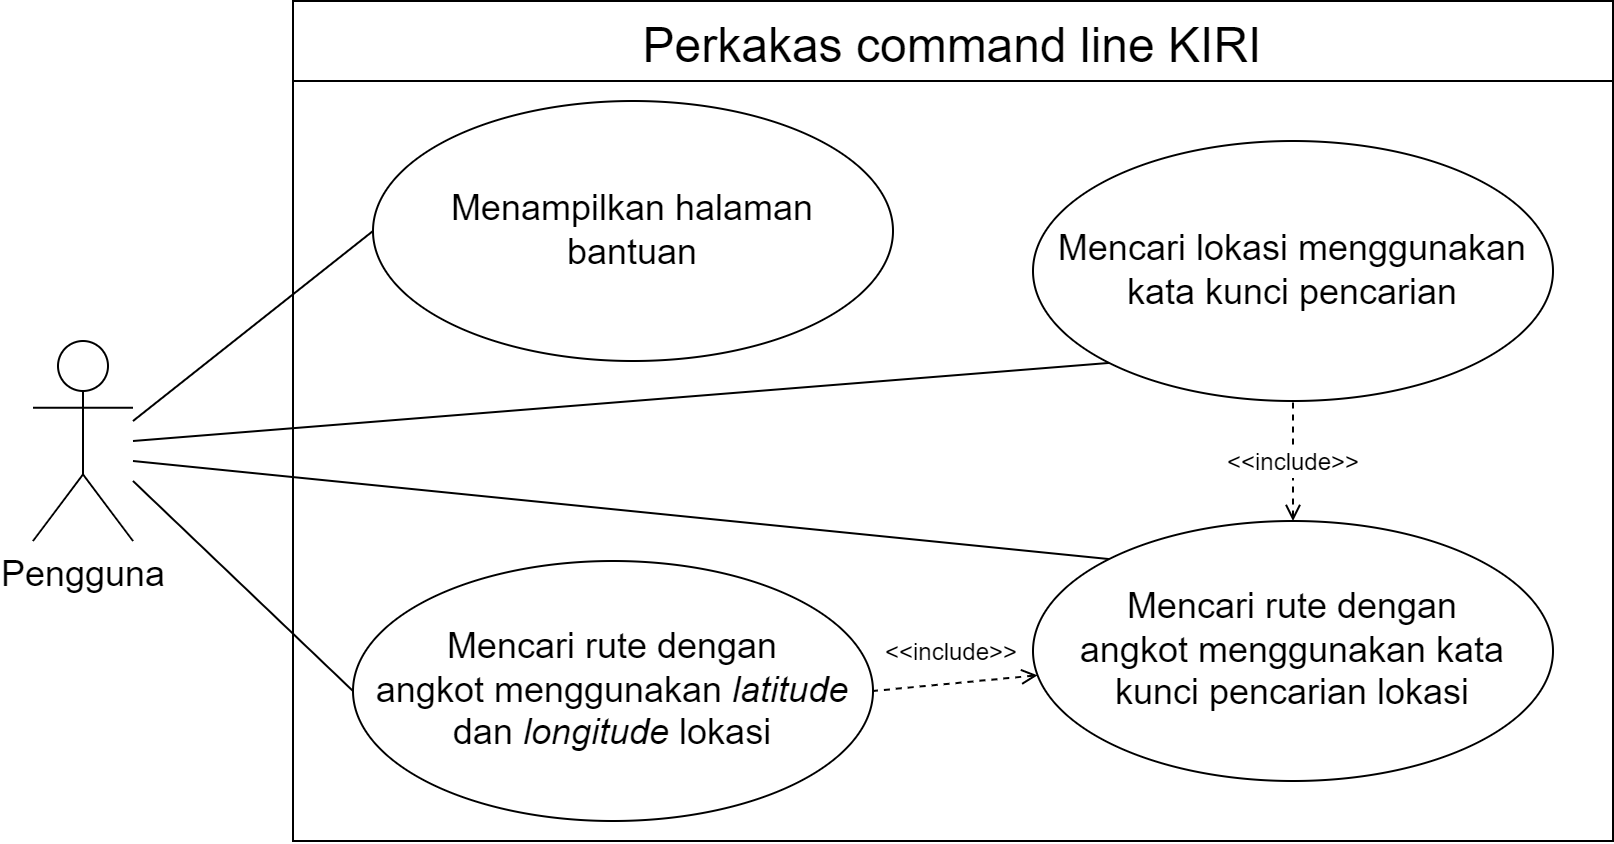 Perkakas command line KIRI
Menampilkan halaman
bantuan
Mencari lokasi menggunakan
kata kunci pencarian
<<include>>
Pengguna
Mencari rute dengan
angkot menggunakan latitude
dan longitude lokasi
<<include>>
Mencari rute dengan
angkot menggunakan kata
kunci pencarian lokasi